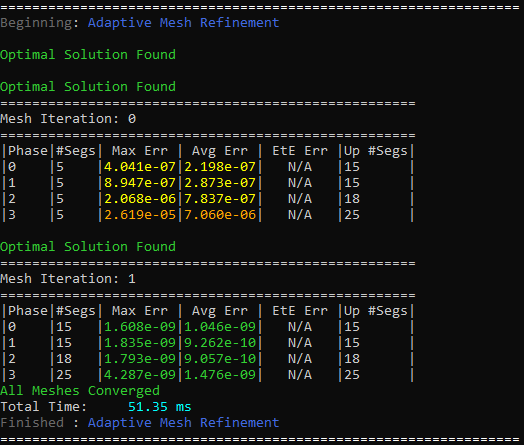 ==================================================================
Beginning: Adaptive Mesh Refinement
Optimal Solution Found
Optimal Solution Found
====================================================
Mesh Iteration: 0
====================================================
|Phase|#Segs| Max Err | Avg Err | EtE Err |Up #Segs|
|0    |5    |4.041e-07|2.198e-07|   N/A   |15      |
|1    |5    |8.947e-07|2.873e-07|   N/A   |15      |
|2    |5    |2.068e-06|7.837e-07|   N/A   |18      |
|3    |5    |2.619e-05|7.060e-06|   N/A   |25      |
Optimal Solution Found
====================================================
Mesh Iteration: 1
====================================================
|Phase|#Segs| Max Err | Avg Err | EtE Err |Up #Segs|
|0    |15   |1.608e-09|1.046e-09|   N/A   |15      |
|1    |15   |1.835e-09|9.262e-10|   N/A   |15      |
|2    |18   |1.793e-09|9.057e-10|   N/A   |18      |
|3    |25   |4.287e-09|1.476e-09|   N/A   |25      |
All Meshes Converged
Total Time:     51.35 ms
Finished : Adaptive Mesh Refinement
==================================================================